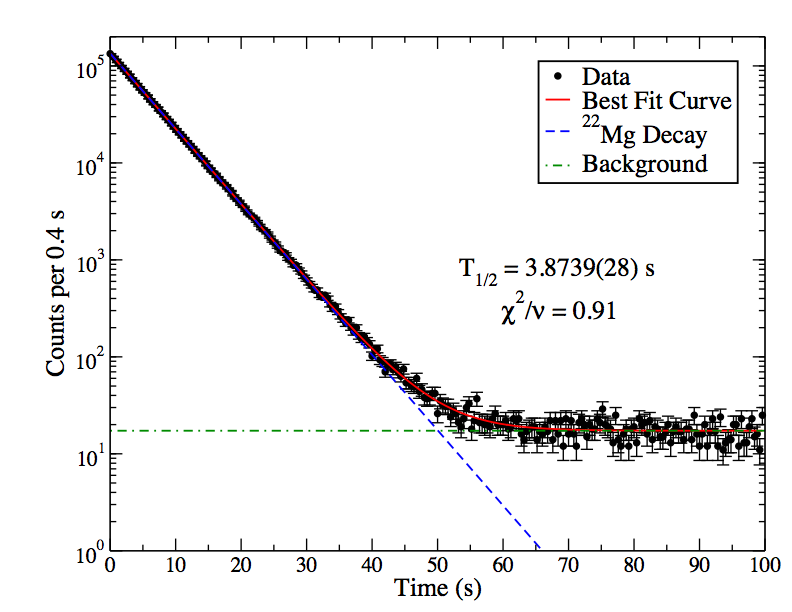 Data
Best Fit Curve
²²Mg Decay
Background
T₁/₂ = 3.8739(28) s
χ²/ν = 0.91
Counts per 0.4 s
10⁵
10⁴
10³
10²
10¹
10⁰
0 10 20 30 40 50 60 70 80 90 100
Time (s)